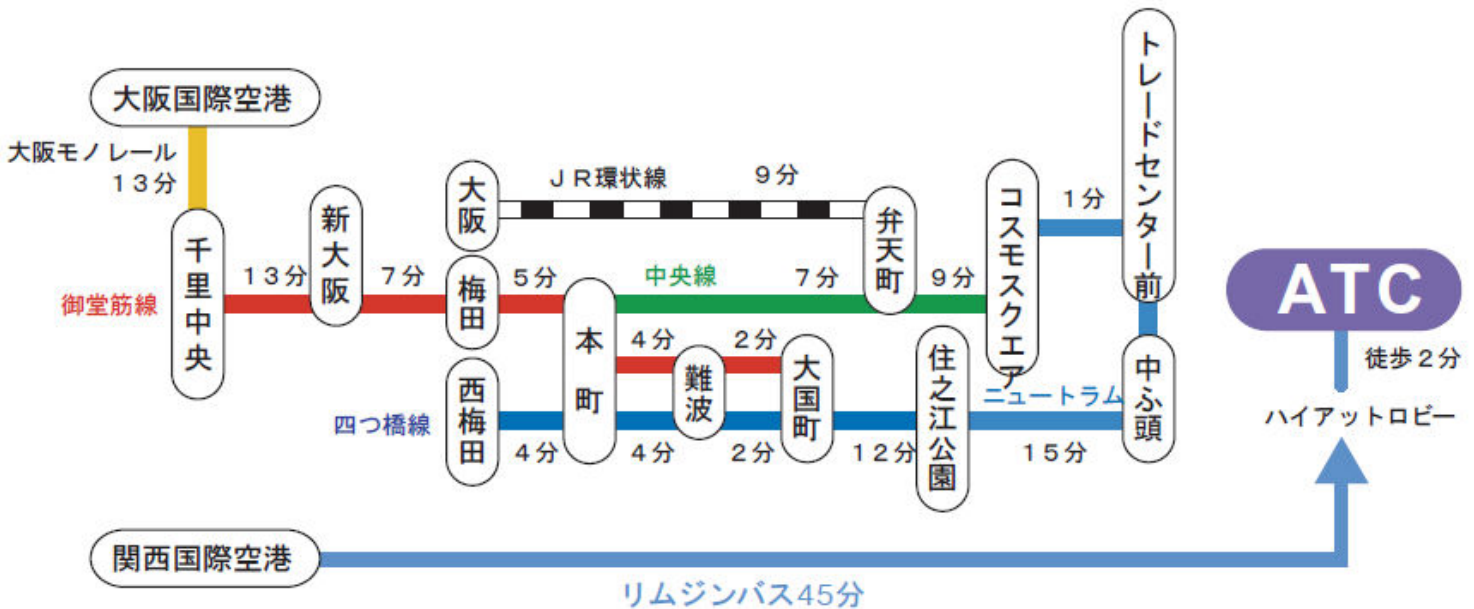 大阪国際空港
大阪モノレール
13分
千里中央
御堂筋線
13分
新大阪
7分
大阪
梅田
西梅田
四つ橋線
JR環状線
9分
5分
本町
中央線
7分
弁天町
9分
4分
2分
難波
大国町
4分
4分
2分
12分
住之江公園
コスモスクエア
1分
トレードセンター前
ニュートラム
15分
中ふ頭
ATC
徒歩2分
ハイアットロビー
関西国際空港
リムジンバス45分